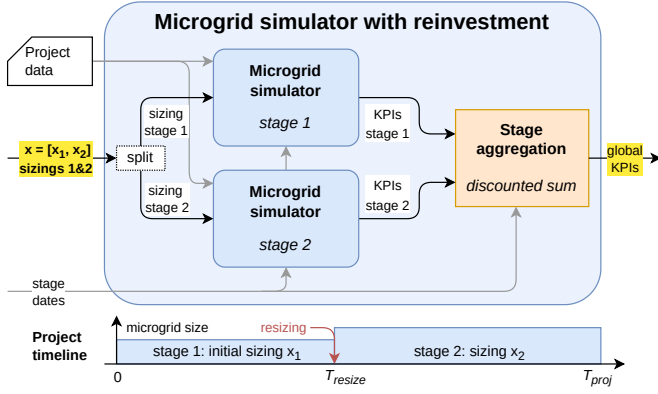 Microgrid simulator with reinvestment
Project
data
Microgrid
simulator
stage 1
sizing
stage 1
KPIs
stage 1
x = [x₁, x₂]
sizings 1&2
split
Stage
aggregation
discounted sum
global
KPIs
sizing
stage 2
Microgrid
simulator
stage 2
KPIs
stage 2
stage
dates
Project
timeline
microgrid size
resizing
stage 1: initial sizing x₁
stage 2: sizing x₂
0
T_resize
T_proj